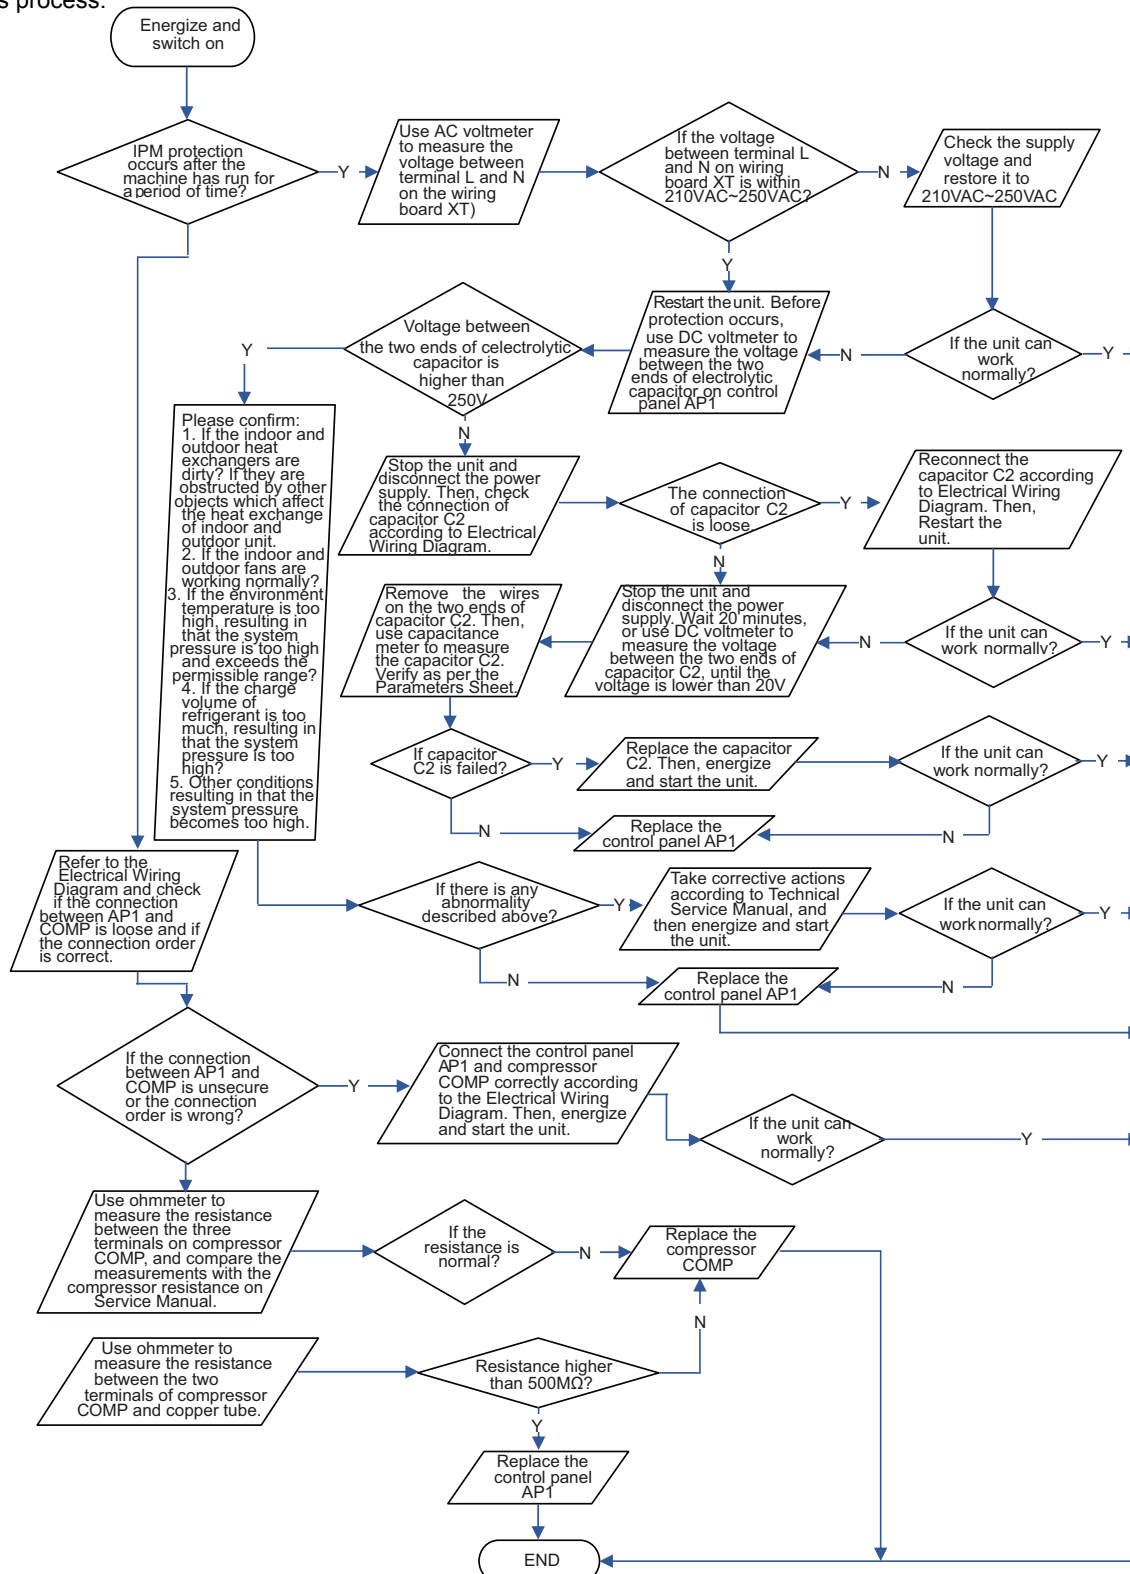 s process.
Energize and
switch on
IPM protection
occurs after the
machine has run for
a period of time?
Y
Use AC voltmeter
to measure the
voltage between
terminal L and N
on the wiring
board XT)
If the voltage
between terminal L
and N on wiring
board XT is within
210VAC~250VAC?
N
Check the supply
voltage and
restore it to
210VAC~250VAC
Y
Restart the unit. Before
protection occurs,
use DC voltmeter to
measure the voltage
between the two
ends of electrolytic
capacitor on control
panel AP1
N
If the unit can
work
normally?
Y
Voltage between
the two ends of celectrolytic
capacitor is
higher than
250V
Y
N
Please confirm:
1. If the indoor and
outdoor heat
exchangers are
dirty? If they are
obstructed by other
objects which affect
the heat exchange
of indoor and
outdoor unit.
2. If the indoor and
outdoor fans are
working normally?
3. If the environment
temperature is too
high, resulting in
that the system
pressure is too high
and exceeds the
permissible range?
4. If the charge
volume of
refrigerant is too
much, resulting in
that the system
pressure is too
high?
5. Other conditions
resulting in that the
system pressure
becomes too high.
Stop the unit and
disconnect the power
supply. Then, check
the connection of
capacitor C2
according to Electrical
Wiring Diagram.
The connection
of capacitor C2
is loose.
Y
Reconnect the
capacitor C2 according
to Electrical Wiring
Diagram. Then,
Restart the
unit.
N
Remove the wires
on the two ends of
capacitor C2. Then,
use capacitance
meter to measure
the capacitor C2.
Verify as per the
Parameters Sheet.
Stop the unit and
disconnect the power
supply. Wait 20 minutes,
or use DC voltmeter to
measure the voltage
between the two ends of
capacitor C2, until the
voltage is lower than 20V
N
If the unit can
work normally?
Y
If capacitor
C2 is failed?
Y
Replace the capacitor
C2. Then, energize
and start the unit.
If the unit can
work normally?
Y
N
Replace the
control panel AP1
N
Refer to the
Electrical Wiring
Diagram and check
if the connection
between AP1 and
COMP is loose and if
the connection order
is correct.
If there is any
abnormality
described above?
Y
Take corrective actions
according to Technical
Service Manual, and
then energize and start
the unit.
If the unit can
work normally?
Y
N
Replace the
control panel AP1
N
If the connection
between AP1 and
COMP is unsecure
or the connection
order is wrong?
Y
Connect the control panel
AP1 and compressor
COMP correctly according
to the Electrical Wiring
Diagram. Then, energize
and start the unit.
If the unit can
work
normally?
Y
Use ohmmeter to
measure the resistance
between the three
terminals on compressor
COMP, and compare the
measurements with the
compressor resistance on
Service Manual.
If the
resistance is
normal?
N
Replace the
compressor
COMP
N
Use ohmmeter to
measure the resistance
between the two
terminals of compressor
COMP and copper tube.
Resistance higher
than 500MΩ?
Y
Replace the
control panel
AP1
END